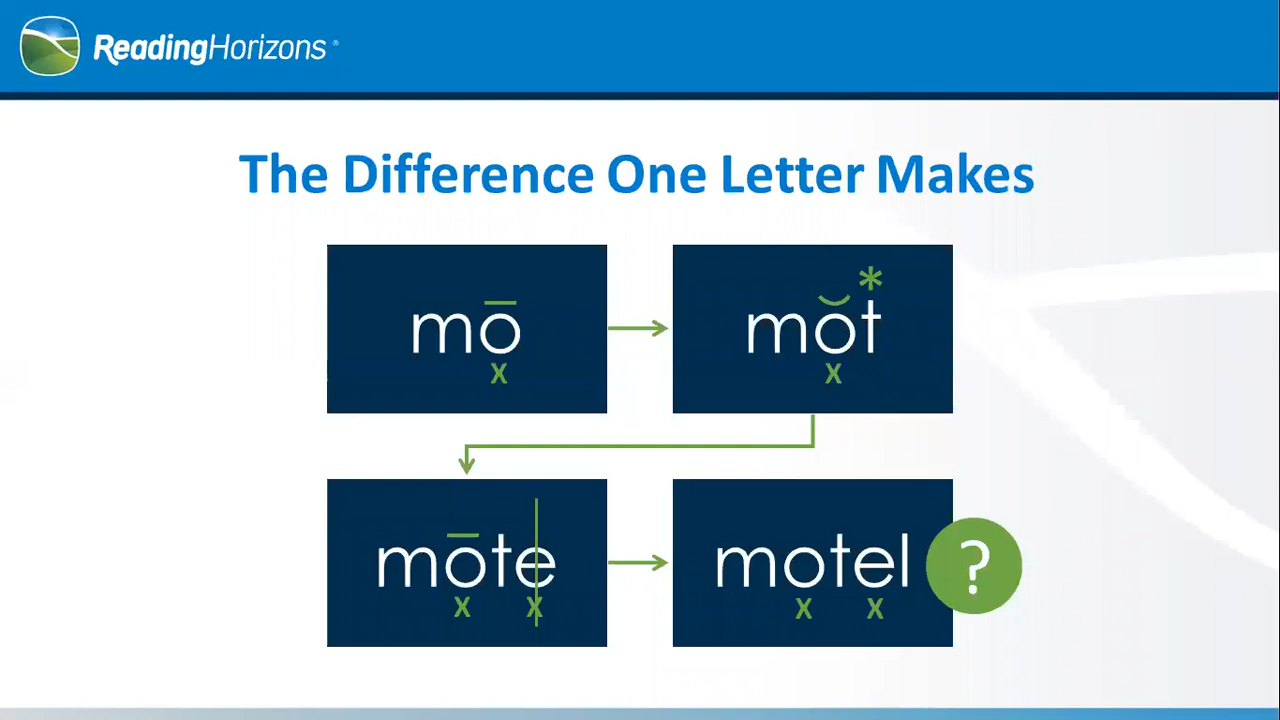 ReadingHorizons®
The Difference One Letter Makes
mō
x
mŏt*
x
mōte
x x
motel ?
x x